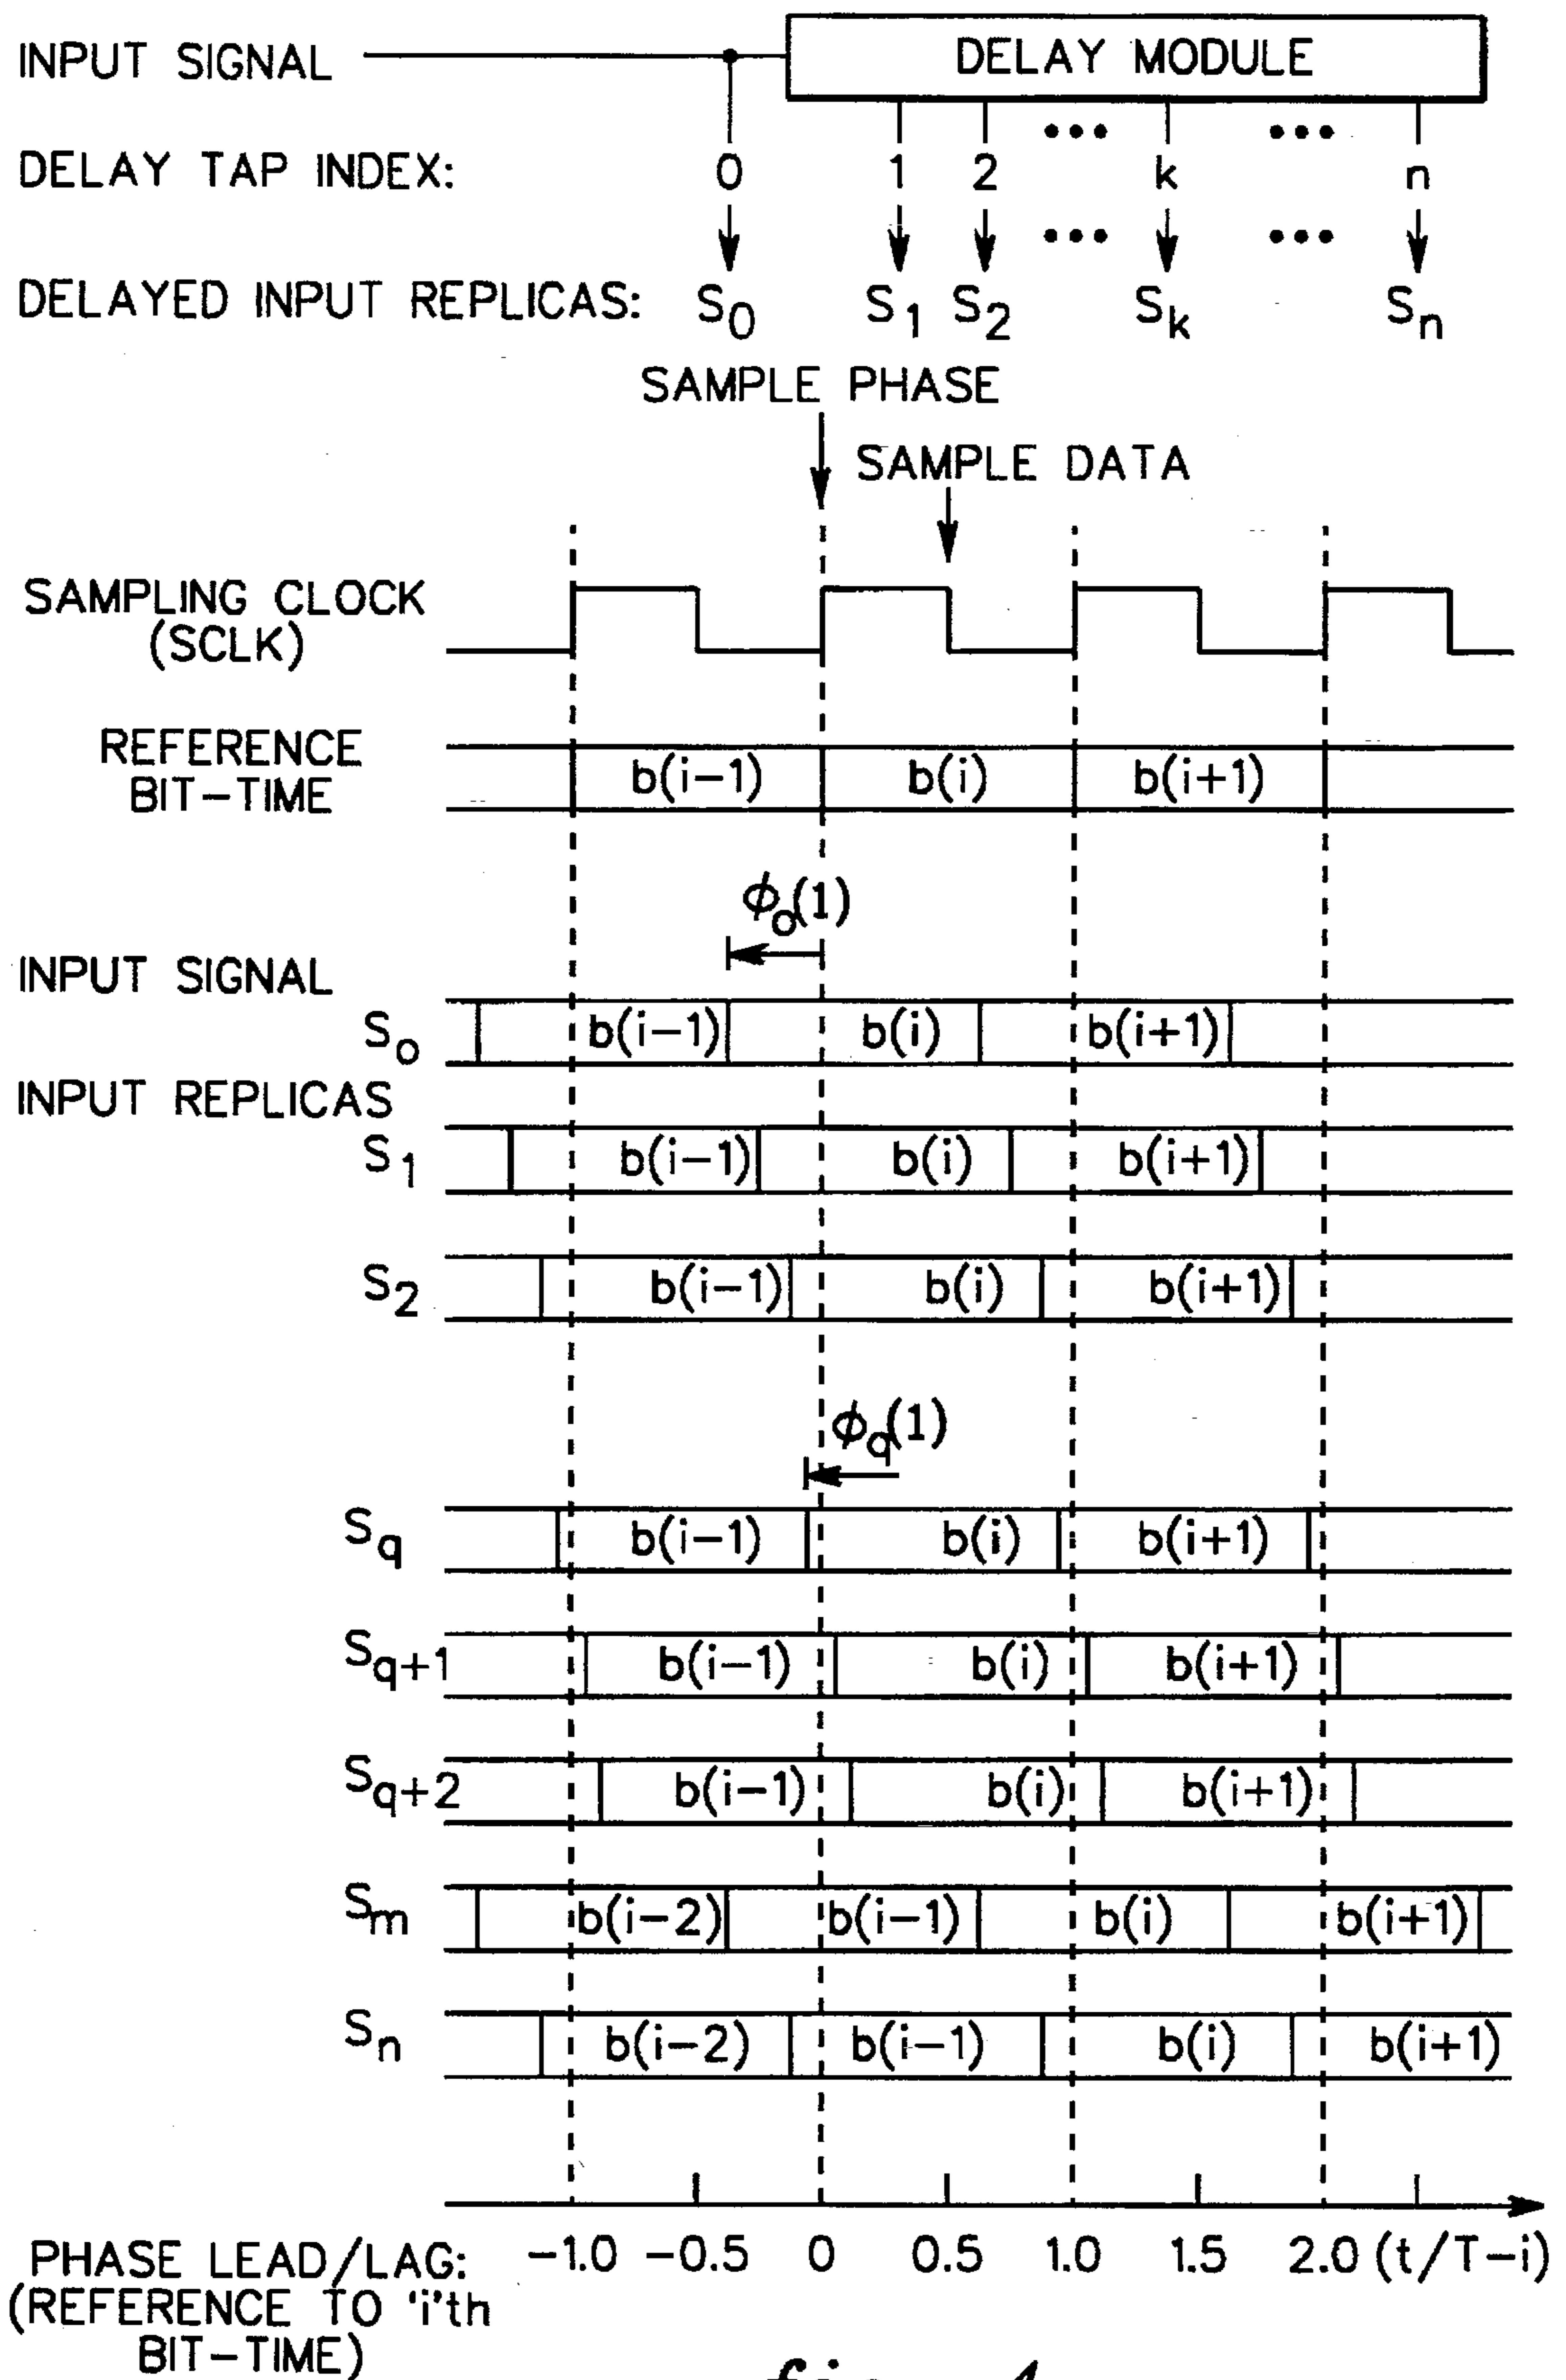 INPUT SIGNAL
DELAY MODULE
DELAY TAP INDEX: 0 1 2 ••• k ••• n
DELAYED INPUT REPLICAS: S0 S1 S2 ••• Sk ••• Sn
SAMPLE PHASE
SAMPLE DATA
SAMPLING CLOCK
(SCLK)
REFERENCE
BIT-TIME
b(i-1) b(i) b(i+1)
ϕo(1)
INPUT SIGNAL
So b(i-1) b(i) b(i+1)
INPUT REPLICAS
S1 b(i-1) b(i) b(i+1)
S2 b(i-1) b(i) b(i+1)
ϕq(1)
Sq b(i-1) b(i) b(i+1)
Sq+1 b(i-1) b(i) b(i+1)
Sq+2 b(i-1) b(i) b(i+1)
Sm b(i-2) b(i-1) b(i) b(i+1)
Sn b(i-2) b(i-1) b(i) b(i+1)
PHASE LEAD/LAG: -1.0 -0.5 0 0.5 1.0 1.5 2.0 (t/T-i)
(REFERENCE TO 'i'th
BIT-TIME)